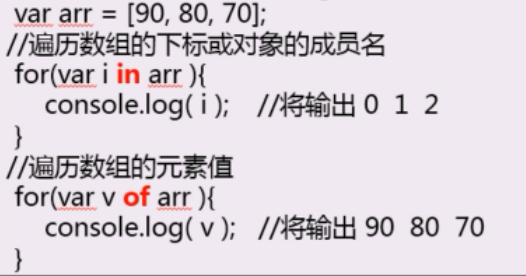 var arr = [90, 80, 70];
//遍历数组的下标或对象的成员名
for(var i in arr ){
console.log( i );   //将输出 0  1  2
}
//遍历数组的元素值
for(var v of arr ){
console.log( v );   //将输出 90  80  70
}